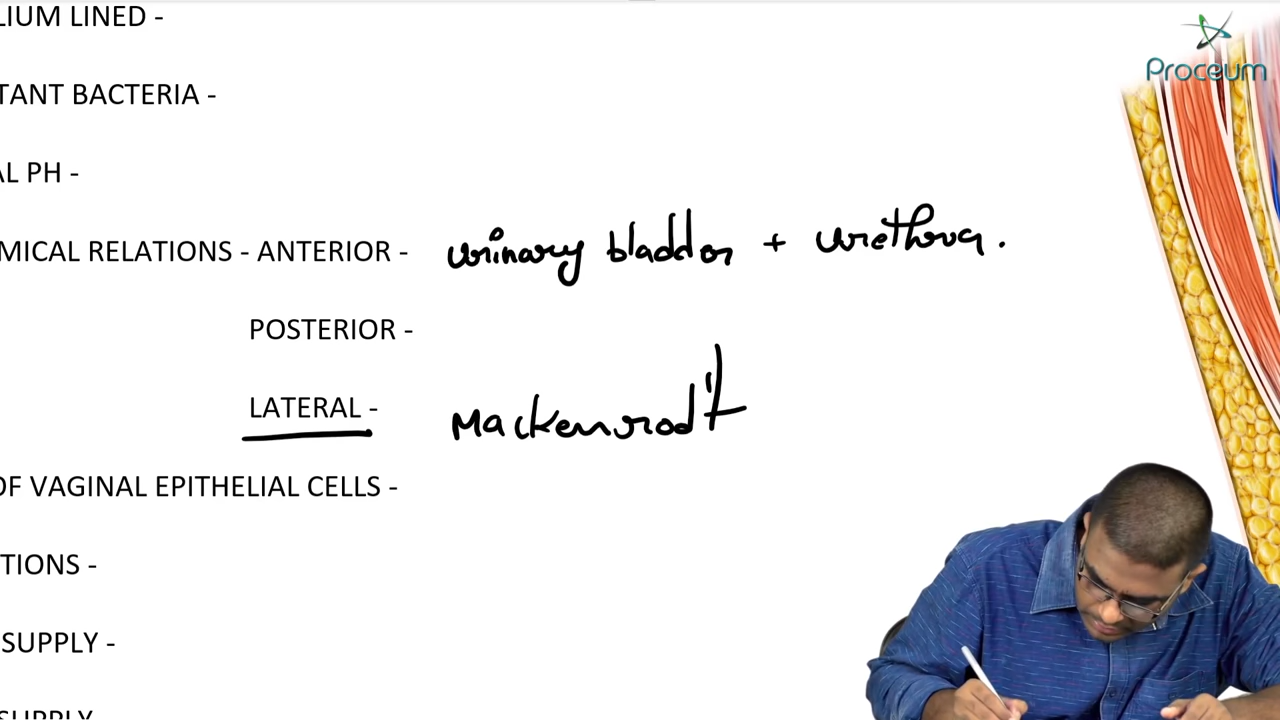 LIUM LINED -
Proceum
TANT BACTERIA -
AL PH -
MICAL RELATIONS - ANTERIOR - urinary bladder + urethra.
POSTERIOR -
LATERAL - Mackenrodt
OF VAGINAL EPITHELIAL CELLS -
TIONS -
SUPPLY -
SUPPLY